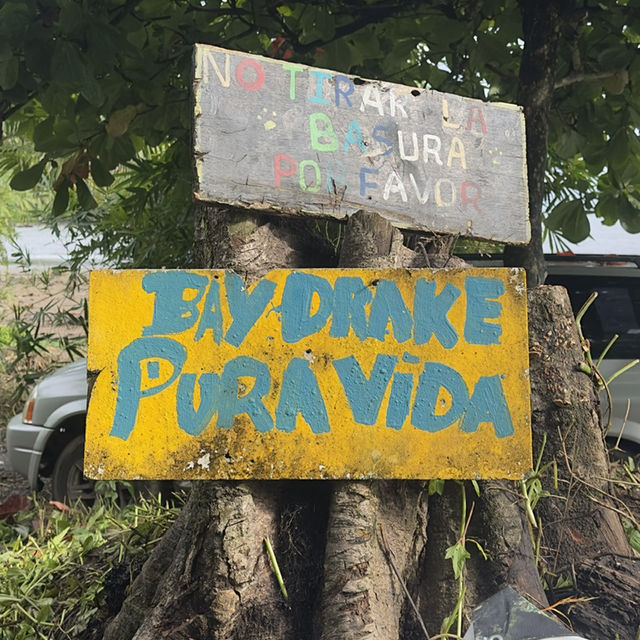 NO TIRAR LA
BASURA
POR FAVOR
BAY DRAKE
PURA VIDA